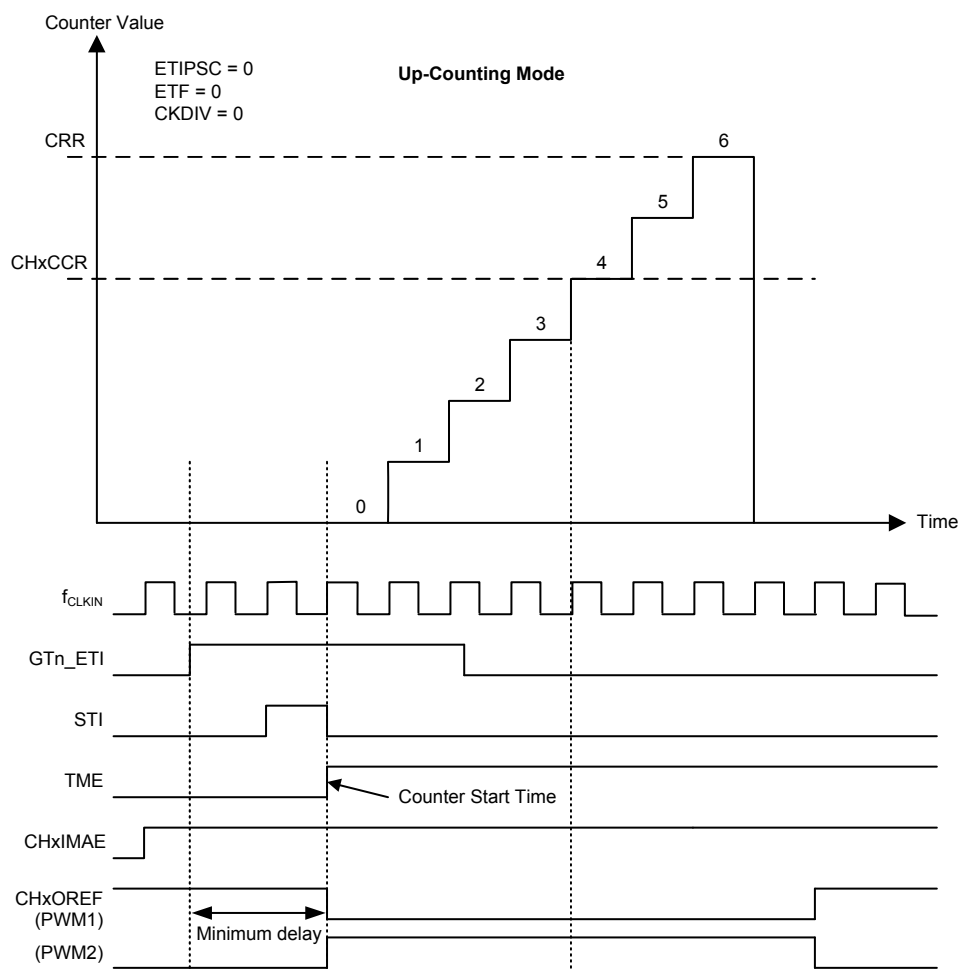 Counter Value
ETIPSC = 0
ETF = 0
CKDIV = 0
Up-Counting Mode
CRR
6
5
CHxCCR
4
3
2
1
0
Time
fCLKIN
GTn_ETI
STI
TME
Counter Start Time
CHxIMAE
CHxOREF
(PWM1)
Minimum delay
(PWM2)